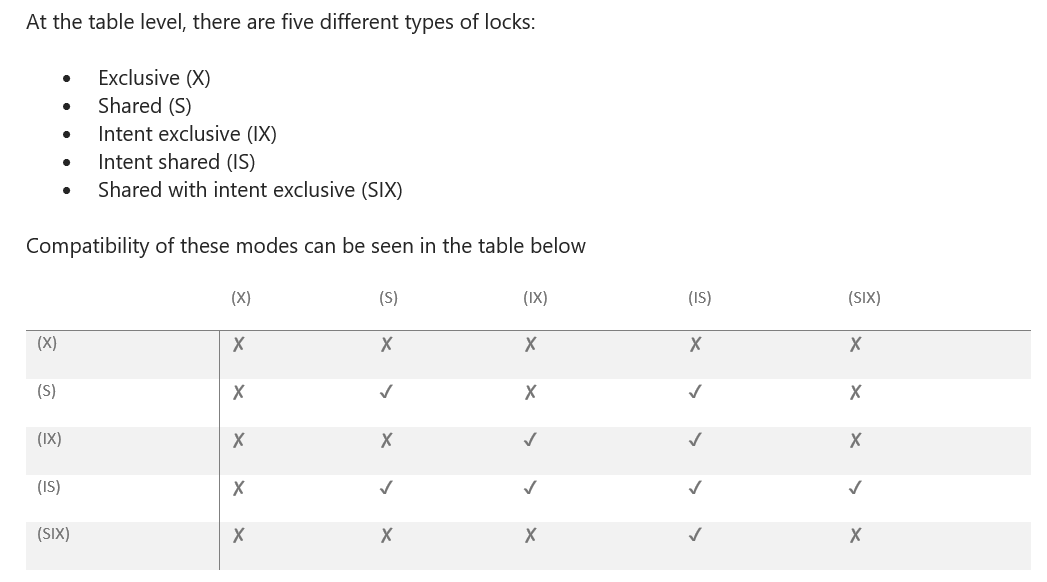 At the table level, there are five different types of locks:
• Exclusive (X)
• Shared (S)
• Intent exclusive (IX)
• Intent shared (IS)
• Shared with intent exclusive (SIX)
Compatibility of these modes can be seen in the table below
(X) (S) (IX) (IS) (SIX)
(X) ✗ ✗ ✗ ✗ ✗
(S) ✗ ✓ ✗ ✓ ✗
(IX) ✗ ✗ ✓ ✓ ✗
(IS) ✗ ✓ ✓ ✓ ✓
(SIX) ✗ ✗ ✗ ✓ ✗